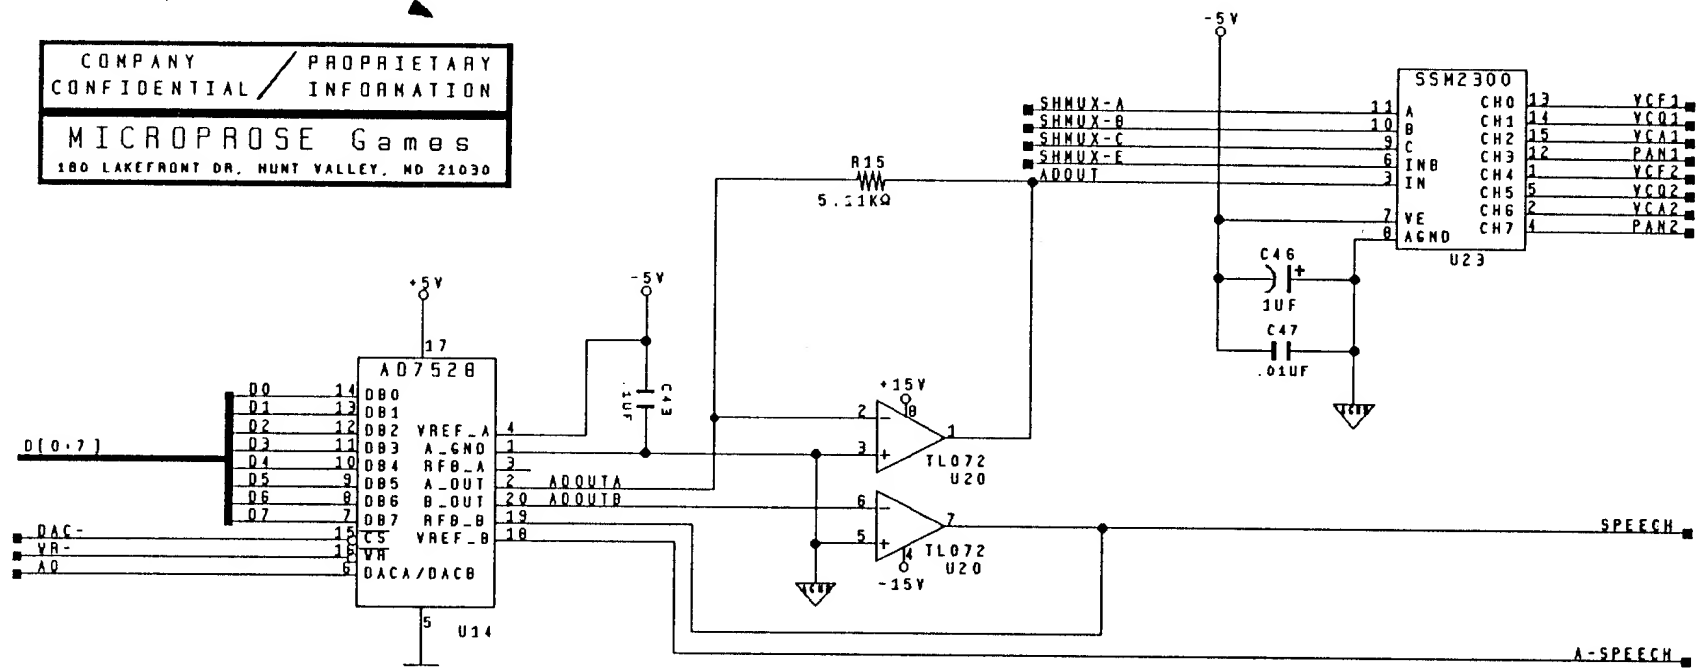 COMPANY / PROPRIETARY
CONFIDENTIAL / INFORMATION
MICROPROSE Games
180 LAKEFRONT DR, HUNT VALLEY, MD 21030
-5V
SSM2300
SHMUX-A 11 A CH0 13 VCF1
SHMUX-B 10 B CH1 14 VCQ1
SHMUX-C 9 C CH2 15 VCA1
SHMUX-E 6 INB CH3 12 PAN1
ADOUT 3 IN CH4 1 VCF2
CH5 5 VCQ2
7 VE CH6 2 VCA2
8 AGND CH7 4 PAN2
U23
R15
C46
+
1UF
C47
.01UF
AGND
+5V
-5V
17
AD7528
C43
.1UF
D[0:7]
D0 14 DB0
D1 13 DB1
D2 12 DB2 VREF_A 4
D3 11 DB3 A_GND 1
D4 10 DB4 RFB_A 3
D5 9 DB5 A_OUT 2 ADOUTA
D6 8 DB6 B_OUT 20 ADOUTB
D7 7 DB7 RFB_B 19
DAC- 15 CS VREF_B 18
WR- 16 WR
A0 6 DACA/DACB
5
U14
+15V
8
2 -
3 +
1
TL072
U20
6 -
5 +
7
4
TL072
U20
-15V
AGND
SPEECH
A-SPEECH